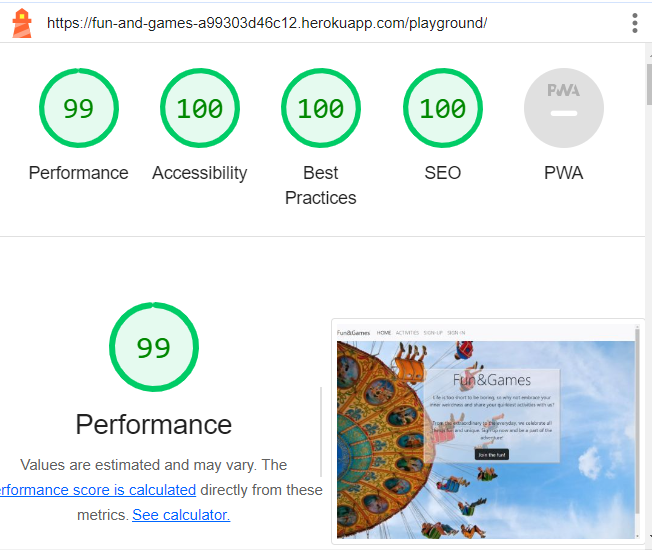 https://fun-and-games-a99303d46c12.herokuapp.com/playground/
99
100
100
100
PWA
Performance
Accessibility
Best
Practices
SEO
PWA
99
Performance
Values are estimated and may vary. The
erformance score is calculated directly from these
metrics. See calculator.
Fun&Games HOME ACTIVITIES SIGN-UP SIGN IN
Fun&Games
Life is too short to be boring, so why not embrace your
inner weirdness and share your quirkiest activities with us?
From the extraordinary to the everyday, we celebrate all
things fun and unique. Sign up now and be a part of the
adventure!
Join the fun!